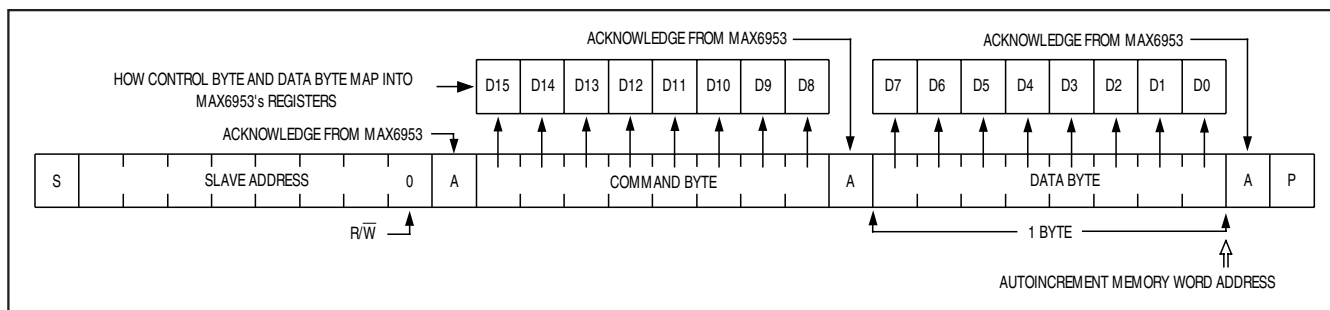 ACKNOWLEDGE FROM MAX6953
ACKNOWLEDGE FROM MAX6953
HOW CONTROL BYTE AND DATA BYTE MAP INTO
MAX6953's REGISTERS
D15 D14 D13 D12 D11 D10 D9 D8
D7 D6 D5 D4 D3 D2 D1 D0
ACKNOWLEDGE FROM MAX6953
S SLAVE ADDRESS 0 A COMMAND BYTE A DATA BYTE A P
R/W̅
1 BYTE
AUTOINCREMENT MEMORY WORD ADDRESS